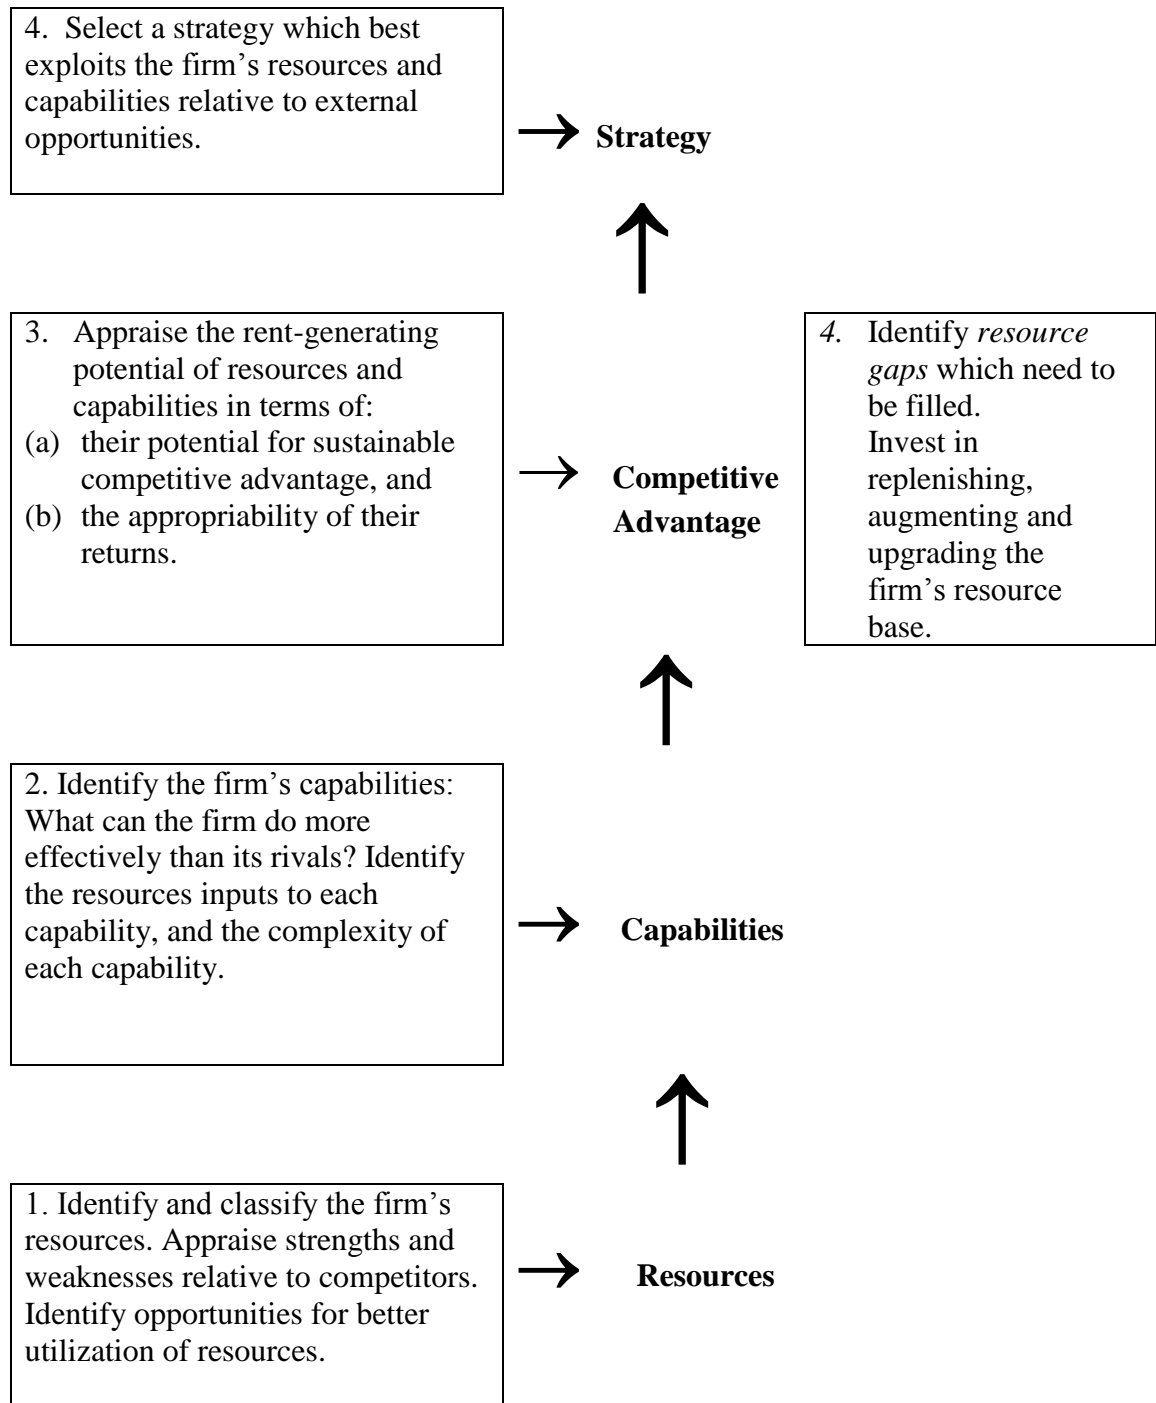 4. Select a strategy which best
exploits the firm’s resources and
capabilities relative to external
opportunities.
→ Strategy
↑
3. Appraise the rent-generating
potential of resources and
capabilities in terms of:
(a) their potential for sustainable
competitive advantage, and
(b) the appropriability of their
returns.
→ Competitive
Advantage
4. Identify resource
gaps which need to
be filled.
Invest in
replenishing,
augmenting and
upgrading the
firm’s resource
base.
↑
2. Identify the firm’s capabilities:
What can the firm do more
effectively than its rivals? Identify
the resources inputs to each
capability, and the complexity of
each capability.
→ Capabilities
↑
1. Identify and classify the firm’s
resources. Appraise strengths and
weaknesses relative to competitors.
Identify opportunities for better
utilization of resources.
→ Resources